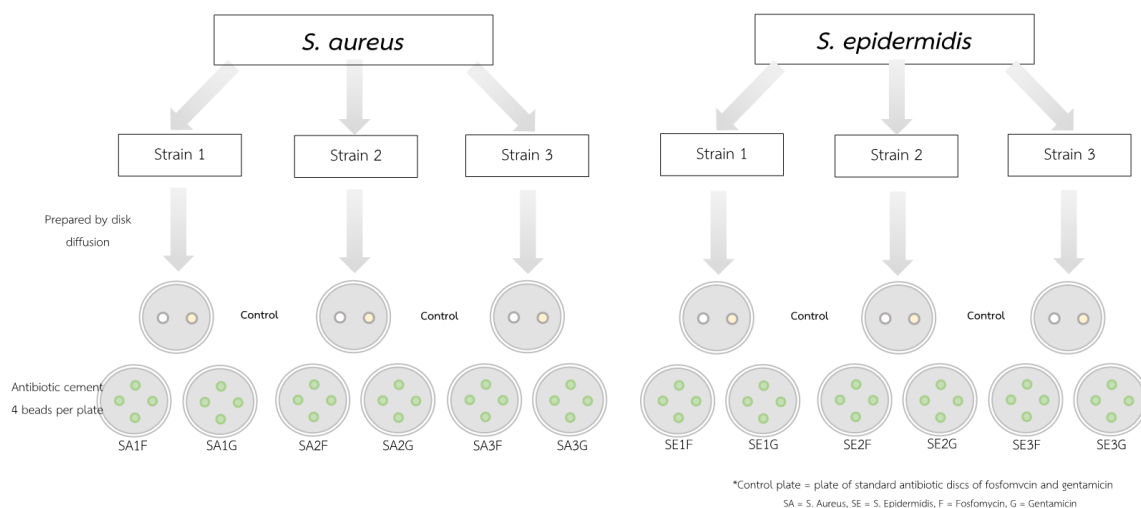 S. aureus
S. epidermidis
Strain 1
Strain 2
Strain 3
Strain 1
Strain 2
Strain 3
Prepared by disk
diffusion
Control
Control
Control
Control
Antibiotic cement
4 beads per plate
SA1F
SA1G
SA2F
SA2G
SA3F
SA3G
SE1F
SE1G
SE2F
SE2G
SE3F
SE3G
*Control plate = plate of standard antibiotic discs of fosfomycin and gentamicin
SA = S. Aureus, SE = S. Epidermidis, F = Fosfomycin, G = Gentamicin